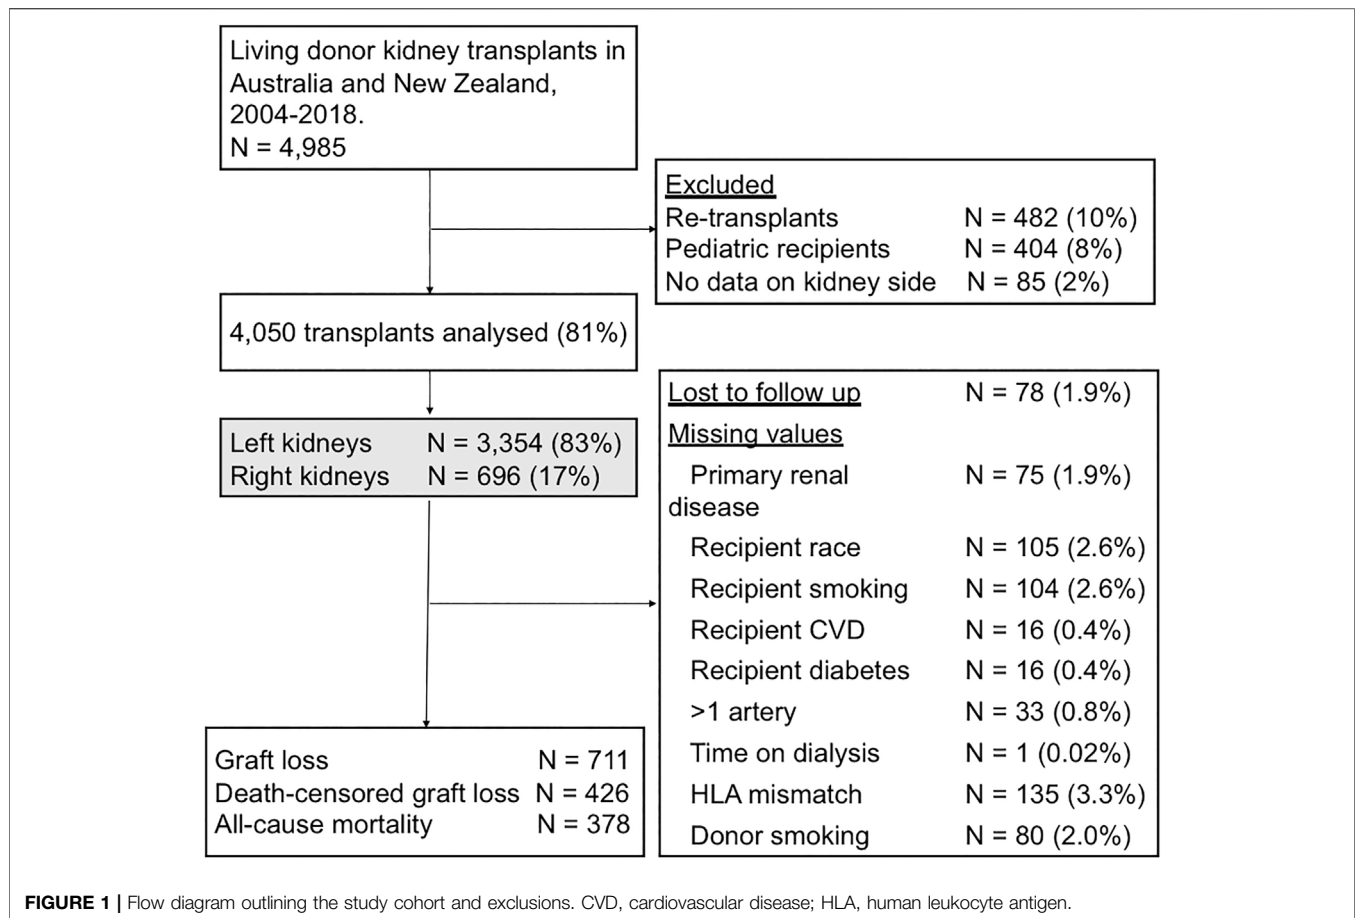 Living donor kidney transplants in
Australia and New Zealand,
2004-2018.
N = 4,985
Excluded
Re-transplants N = 482 (10%)
Pediatric recipients N = 404 (8%)
No data on kidney side N = 85 (2%)
4,050 transplants analysed (81%)
Left kidneys N = 3,354 (83%)
Right kidneys N = 696 (17%)
Lost to follow up N = 78 (1.9%)
Missing values
Primary renal N = 75 (1.9%)
disease
Recipient race N = 105 (2.6%)
Recipient smoking N = 104 (2.6%)
Recipient CVD N = 16 (0.4%)
Recipient diabetes N = 16 (0.4%)
>1 artery N = 33 (0.8%)
Time on dialysis N = 1 (0.02%)
HLA mismatch N = 135 (3.3%)
Donor smoking N = 80 (2.0%)
Graft loss N = 711
Death-censored graft loss N = 426
All-cause mortality N = 378
FIGURE 1 | Flow diagram outlining the study cohort and exclusions. CVD, cardiovascular disease; HLA, human leukocyte antigen.